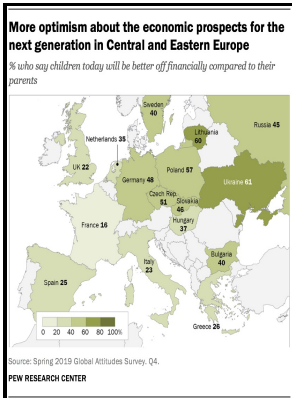 More optimism about the economic prospects for the
next generation in Central and Eastern Europe
% who say children today will be better off financially compared to their
parents
Sweden
40
Russia 45
Lithuania
60
Netherlands 35
UK 22
Germany 48
Poland 57
Ukraine 61
Czech Rep.
51
Slovakia
46
Hungary
37
France 16
Italy
23
Bulgaria
40
Spain 25
Greece 26
0 20 40 60 80 100%
Source: Spring 2019 Global Attitudes Survey. Q4.
PEW RESEARCH CENTER